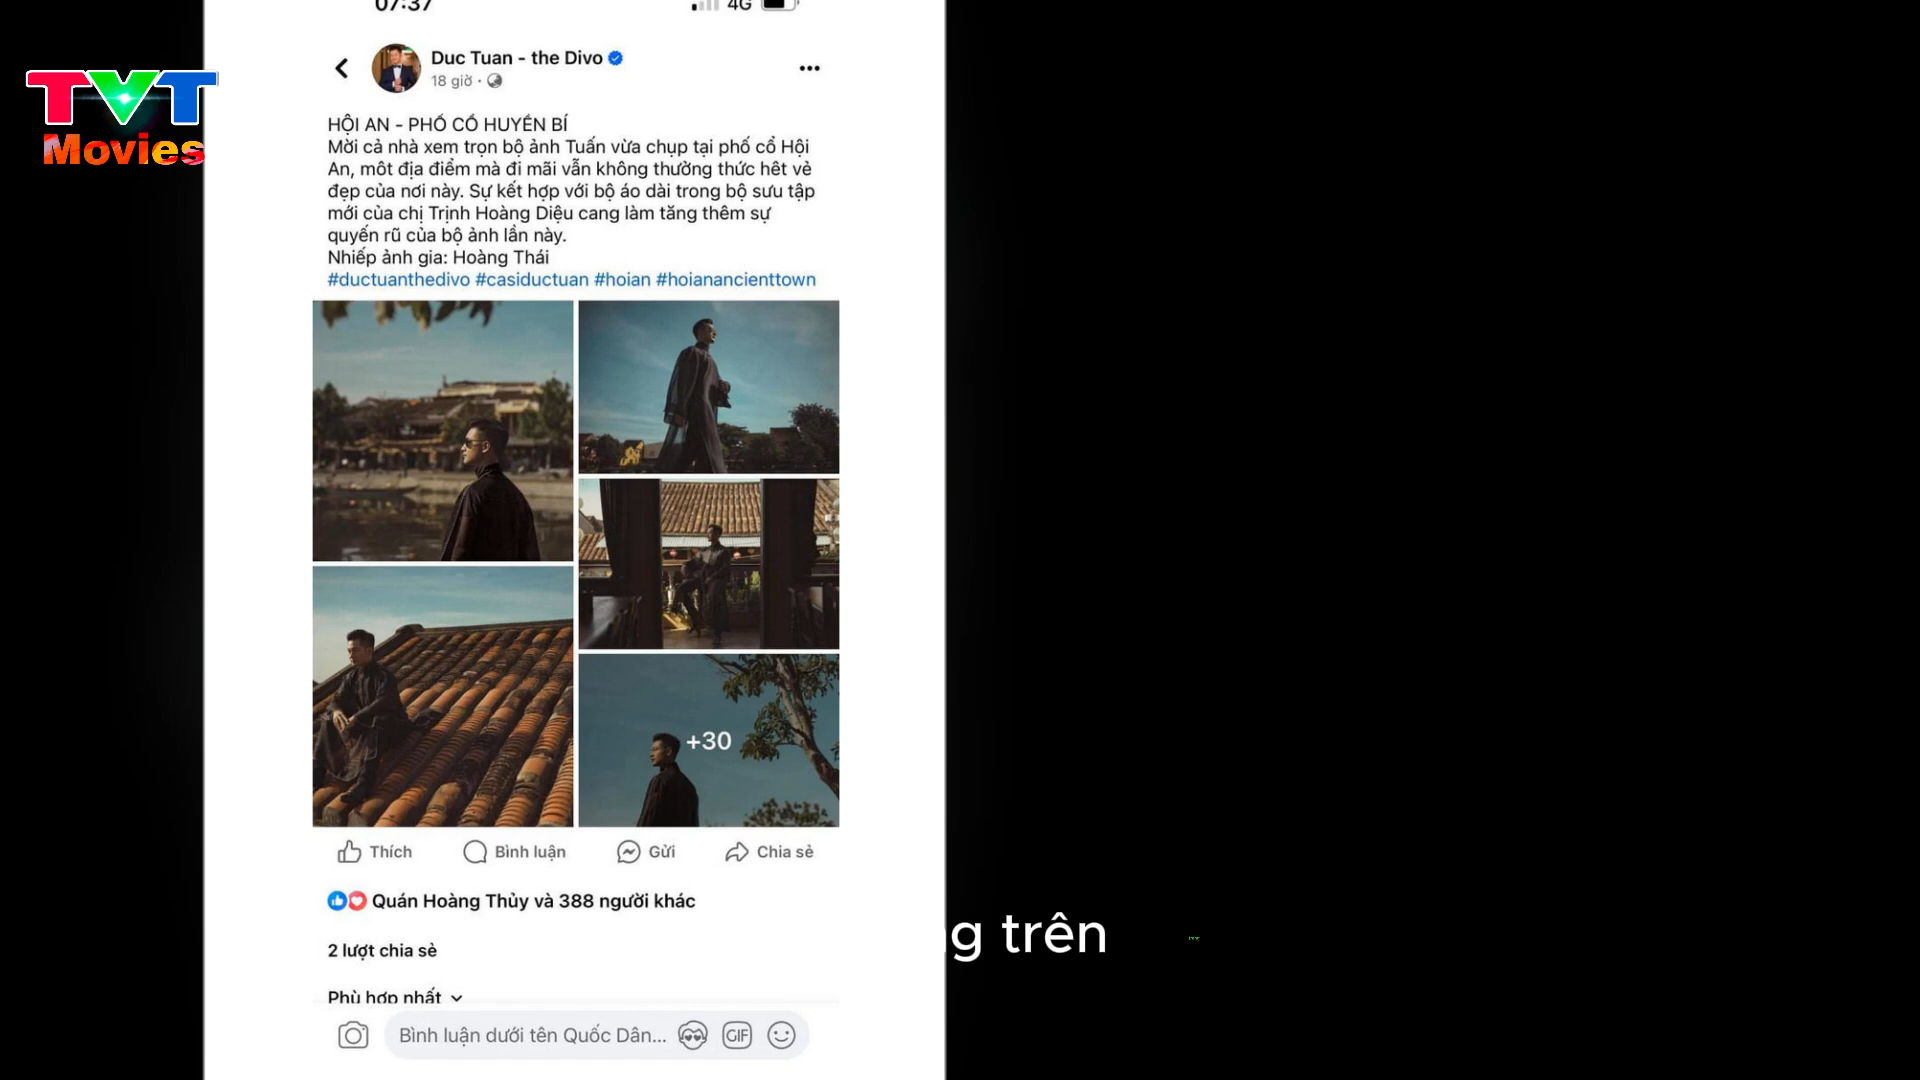 07:37
4G
TVT
Movies
Duc Tuan - the Divo
18 giờ ·
HỘI AN - PHỐ CỔ HUYỀN BÍ
Mời cả nhà xem trọn bộ ảnh Tuấn vừa chụp tại phố cổ Hội
An, một địa điểm mà đi mãi vẫn không thưởng thức hêt vẻ
đẹp của nơi này. Sự kết hợp với bộ áo dài trong bộ sưu tập
mới của chị Trịnh Hoàng Diệu cang làm tăng thêm sự
quyến rũ của bộ ảnh lần này.
Nhiếp ảnh gia: Hoàng Thái
#ductuanthedivo #casiductuan #hoian #hoianancienttown
+30
Thích
Bình luận
Gửi
Chia sẻ
Quán Hoàng Thủy và 388 người khác
g trên
2 lượt chia sẻ
Phù hợp nhất
Bình luận dưới tên Quốc Dân...
GIF